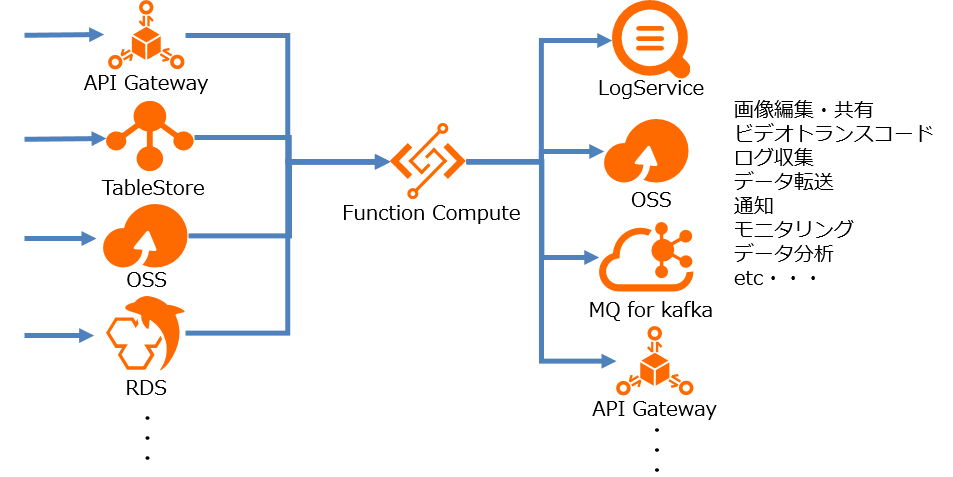 API Gateway
TableStore
OSS
RDS
・
・
・
Function Compute
LogService
OSS
MQ for kafka
API Gateway
・
・
・
画像編集・共有
ビデオトランスコード
ログ収集
データ転送
通知
モニタリング
データ分析
etc・・・